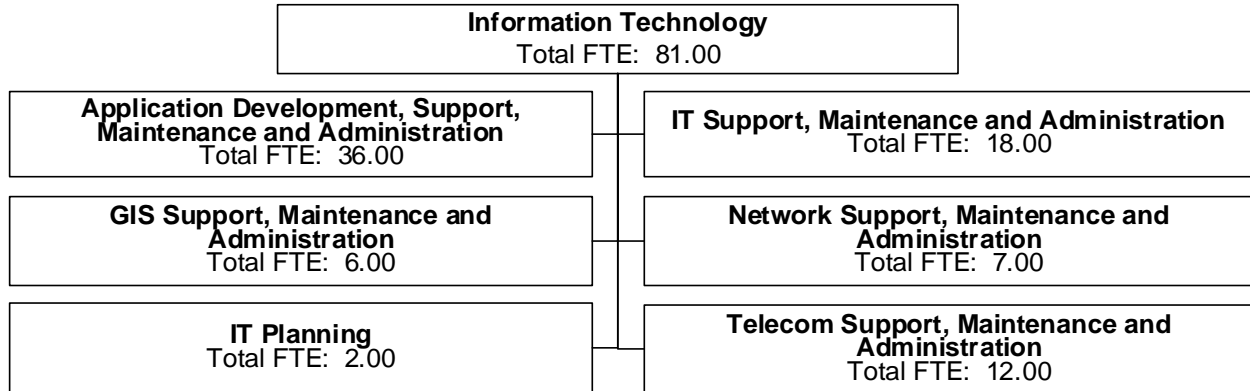 Information Technology
Total FTE: 81.00
Application Development, Support,
Maintenance and Administration
Total FTE: 36.00
IT Support, Maintenance and Administration
Total FTE: 18.00
GIS Support, Maintenance and
Administration
Total FTE: 6.00
Network Support, Maintenance and
Administration
Total FTE: 7.00
IT Planning
Total FTE: 2.00
Telecom Support, Maintenance and
Administration
Total FTE: 12.00